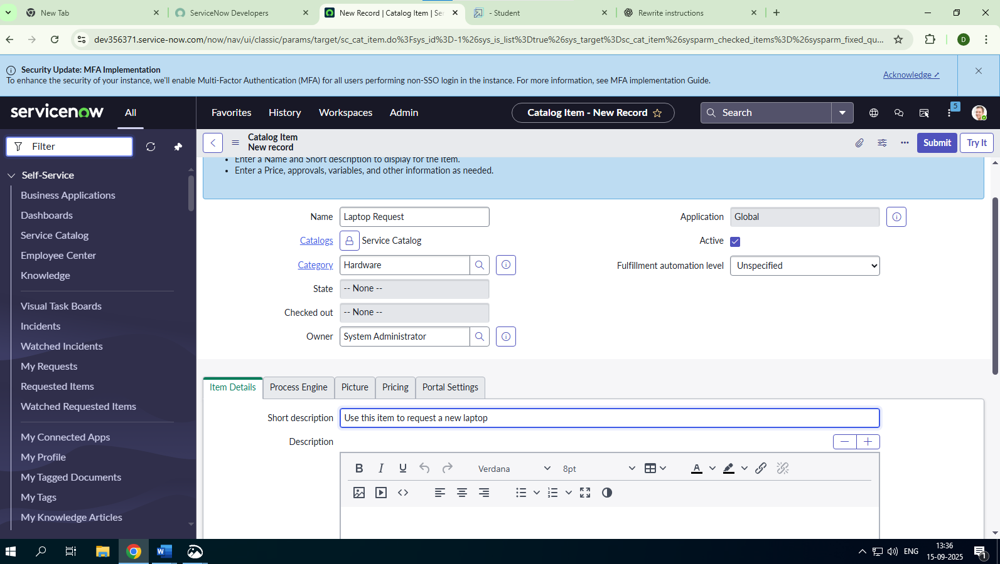 New Tab
ServiceNow Developers
New Record | Catalog Item | Ser
- Student
Rewrite instructions
dev356371.service-now.com/now/nav/ui/classic/params/target/sc_cat_item.do%3Fsys_id%3D-1%26sys_is_list%3Dtrue%26sys_target%3Dsc_cat_item%26sysparm_checked_items%3D%26sysparm_fixed_qu...
D
Security Update: MFA Implementation
To enhance the security of your instance, we'll enable Multi-Factor Authentication (MFA) for all users performing non-SSO login in the instance. For more information, see MFA implementation Guide.
Acknowledge
servicenow
All
Favorites
History
Workspaces
Admin
Catalog Item - New Record
Search
5
Filter
Catalog Item
New record
Submit
Try It
Self-Service
Business Applications
Dashboards
Service Catalog
Employee Center
Knowledge
Visual Task Boards
Incidents
Watched Incidents
My Requests
Requested Items
Watched Requested Items
My Connected Apps
My Profile
My Tagged Documents
My Tags
My Knowledge Articles
• Enter a Name and Short description to display for the item.
• Enter a Price, approvals, variables, and other information as needed.
Name Laptop Request
Application Global
Catalogs Service Catalog
Active
Category Hardware
Fulfillment automation level Unspecified
State -- None --
Checked out -- None --
Owner System Administrator
Item Details
Process Engine
Picture
Pricing
Portal Settings
Short description Use this item to request a new laptop
Description
B I U
Verdana
8pt
A
ENG
13:36
15-09-2025
1